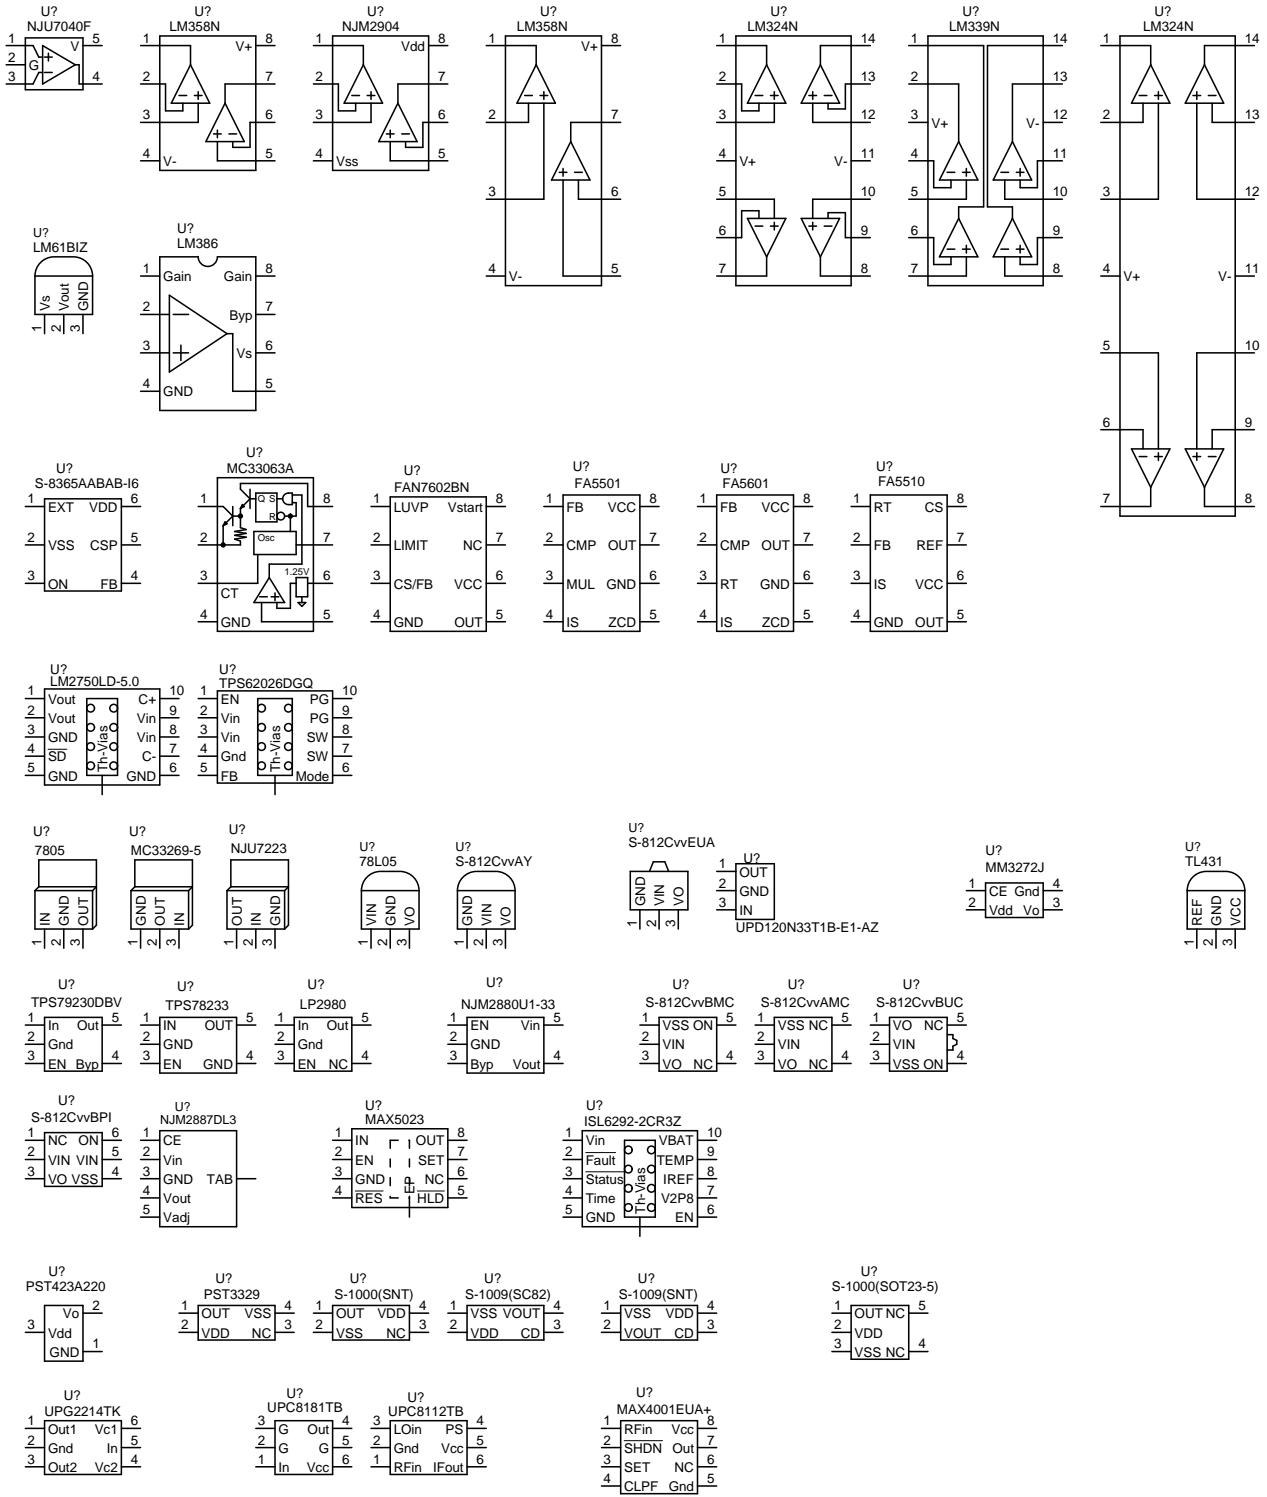 U?
NJU7040F
1 V 5
2 G
3 4
U?
LM358N
1 V+ 8
2 7
3 6
4 V- 5
U?
NJM2904
1 Vdd 8
2 7
3 6
4 Vss 5
U?
LM358N
1 V+ 8
2 7
3 6
4 V- 5
U?
LM324N
1 14
2 13
3 12
4 V+ V- 11
5 10
6 9
7 8
U?
LM339N
1 14
2 13
3 V+ V- 12
4 11
5 10
6 9
7 8
U?
LM324N
1 14
2 13
3 12
4 V+ V- 11
5 10
6 9
7 8
U?
LM61BIZ
Vs Vout GND
1 2 3
U?
LM386
1 Gain Gain 8
2 Byp 7
3 Vs 6
4 GND 5
U?
S-8365AABAB-I6
1 EXT VDD 6
2 VSS CSP 5
3 ON FB 4
U?
MC33063A
1 Q S 8
R
2 Osc 7
3 CT 1.25V 6
4 GND 5
U?
FAN7602BN
1 LUVP Vstart 8
2 LIMIT NC 7
3 CS/FB VCC 6
4 GND OUT 5
U?
FA5501
1 FB VCC 8
2 CMP OUT 7
3 MUL GND 6
4 IS ZCD 5
U?
FA5601
1 FB VCC 8
2 CMP OUT 7
3 RT GND 6
4 IS ZCD 5
U?
FA5510
1 RT CS 8
2 FB REF 7
3 IS VCC 6
4 GND OUT 5
U?
LM2750LD-5.0
1 Vout C+ 10
2 Vout Vin 9
3 GND Vin 8
4 SD C- 7
5 GND GND 6
Th-Vias
U?
TPS62026DGQ
1 EN PG 10
2 Vin PG 9
3 Vin SW 8
4 Gnd SW 7
5 FB Mode 6
Th-Vias
U?
7805
IN GND OUT
1 2 3
U?
MC33269-5
GND OUT IN
1 2 3
U?
NJU7223
OUT IN GND
1 2 3
U?
78L05
VIN GND VO
1 2 3
U?
S-812CvvAY
GND VIN VO
1 2 3
U?
S-812CvvEUA
GND VIN VO
1 2 3
U?
1 OUT
2 GND
3 IN
UPD120N33T1B-E1-AZ
U?
MM3272J
1 CE Gnd 4
2 Vdd Vo 3
U?
TL431
REF GND VCC
1 2 3
U?
TPS79230DBV
1 In Out 5
2 Gnd
3 EN Byp 4
U?
TPS78233
1 IN OUT 5
2 GND
3 EN GND 4
U?
LP2980
1 In Out 5
2 Gnd
3 EN NC 4
U?
NJM2880U1-33
1 EN Vin 5
2 GND
3 Byp Vout 4
U?
S-812CvvBMC
1 VSS ON 5
2 VIN
3 VO NC 4
U?
S-812CvvAMC
1 VSS NC 5
2 VIN
3 VO NC 4
U?
S-812CvvBUC
1 VO NC 5
2 VIN
3 VSS ON 4
U?
S-812CvvBPI
1 NC ON 6
2 VIN VIN 5
3 VO VSS 4
U?
NJM2887DL3
1 CE
2 Vin
3 GND TAB
4 Vout
5 Vadj
U?
MAX5023
1 IN OUT 8
2 EN SET 7
3 GND NC 6
4 RES HLD 5
EP
U?
ISL6292-2CR3Z
1 Vin VBAT 10
2 Fault TEMP 9
3 Status IREF 8
4 Time V2P8 7
5 GND EN 6
Th-Vias
U?
PST423A220
Vo 2
3 Vdd
GND 1
U?
PST3329
1 OUT VSS 4
2 VDD NC 3
U?
S-1000(SNT)
1 OUT VDD 4
2 VSS NC 3
U?
S-1009(SC82)
1 VSS VOUT 4
2 VDD CD 3
U?
S-1009(SNT)
1 VSS VDD 4
2 VOUT CD 3
U?
S-1000(SOT23-5)
1 OUT NC 5
2 VDD
3 VSS NC 4
U?
UPG2214TK
1 Out1 Vc1 6
2 Gnd In 5
3 Out2 Vc2 4
U?
UPC8181TB
3 G Out 4
2 G G 5
1 In Vcc 6
U?
UPC8112TB
3 LOin PS 4
2 Gnd Vcc 5
1 RFin IFout 6
U?
MAX4001EUA+
1 RFin Vcc 8
2 SHDN Out 7
3 SET NC 6
4 CLPF Gnd 5